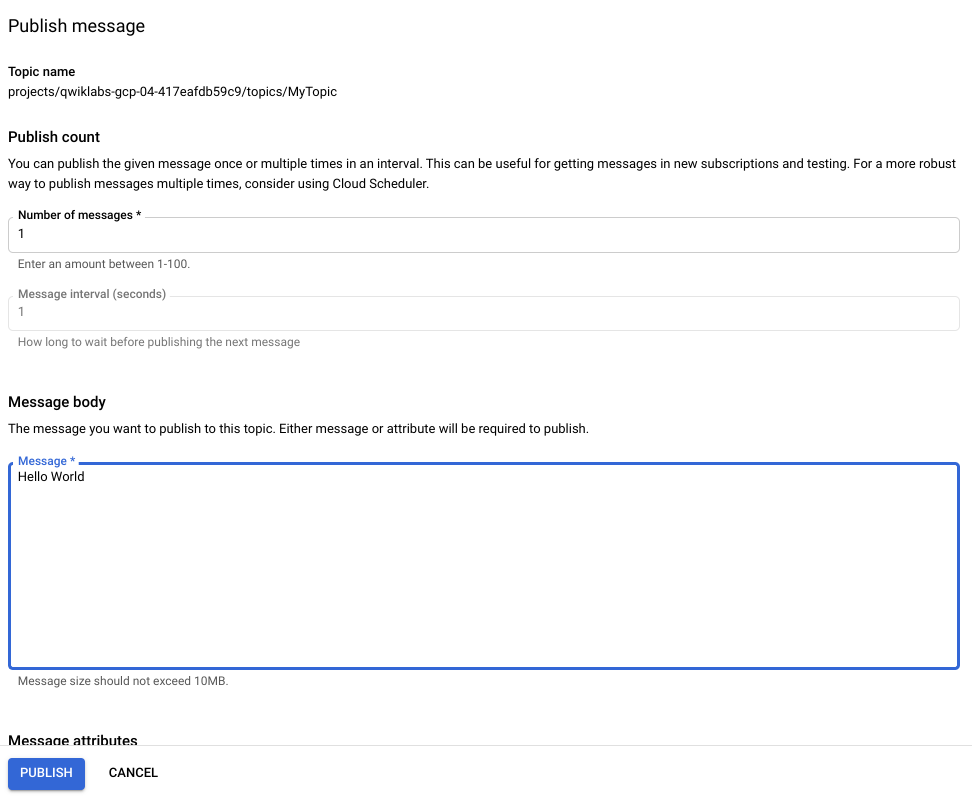 Publish message
Topic name
projects/qwiklabs-gcp-04-417eafdb59c9/topics/MyTopic
Publish count
You can publish the given message once or multiple times in an interval. This can be useful for getting messages in new subscriptions and testing. For a more robust
way to publish messages multiple times, consider using Cloud Scheduler.
Number of messages *
1
Enter an amount between 1-100.
Message interval (seconds)
1
How long to wait before publishing the next message
Message body
The message you want to publish to this topic. Either message or attribute will be required to publish.
Message *
Hello World
Message size should not exceed 10MB.
Message attributes
PUBLISH CANCEL